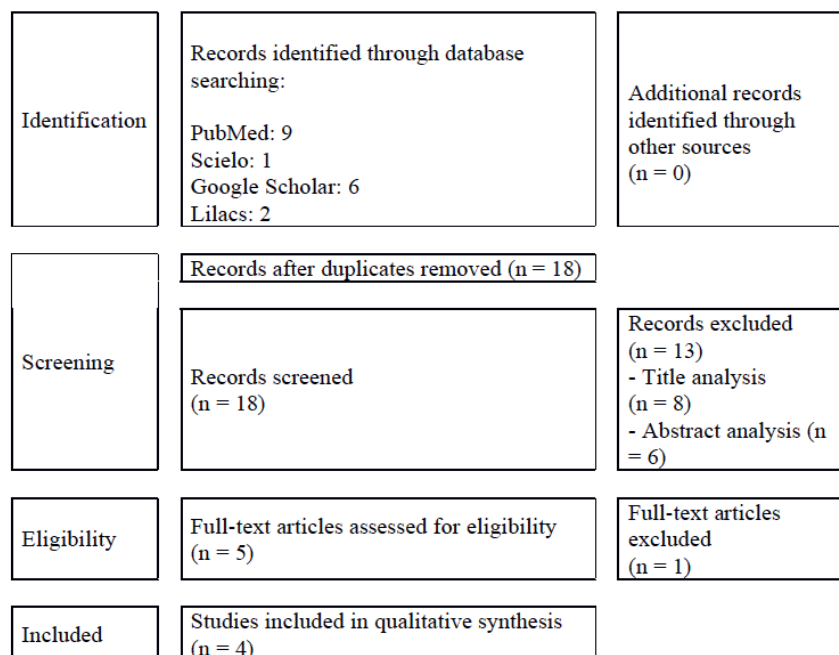 Identification
Records identified through database
searching:
PubMed: 9
Scielo: 1
Google Scholar: 6
Lilacs: 2
Additional records
identified through
other sources
(n = 0)
Screening
Records after duplicates removed (n = 18)
Records screened
(n = 18)
Records excluded
(n = 13)
- Title analysis
(n = 8)
- Abstract analysis (n
= 6)
Eligibility
Full-text articles assessed for eligibility
(n = 5)
Full-text articles
excluded
(n = 1)
Included
Studies included in qualitative synthesis
(n = 4)